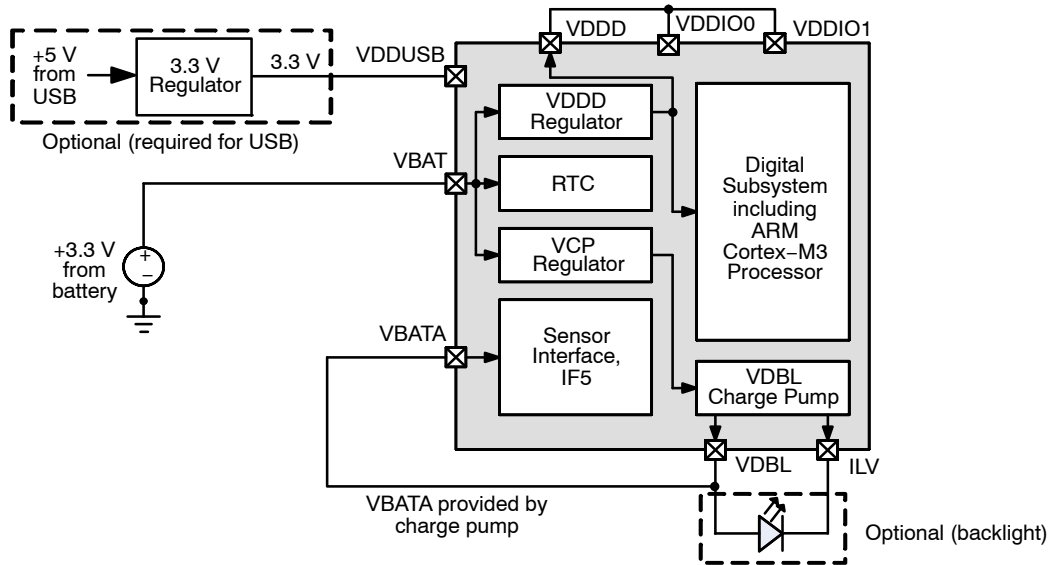 VDDD
VDDIO0
VDDIO1
+5 V
from
USB
3.3 V
Regulator
3.3 V
VDDUSB
Optional (required for USB)
VDDD
Regulator
VBAT
RTC
VCP
Regulator
Digital
Subsystem
including
ARM
Cortex−M3
Processor
+3.3 V
from
battery
+
−
VBATA
Sensor
Interface,
IF5
VDBL
Charge Pump
VDBL
ILV
VBATA provided by
charge pump
Optional (backlight)